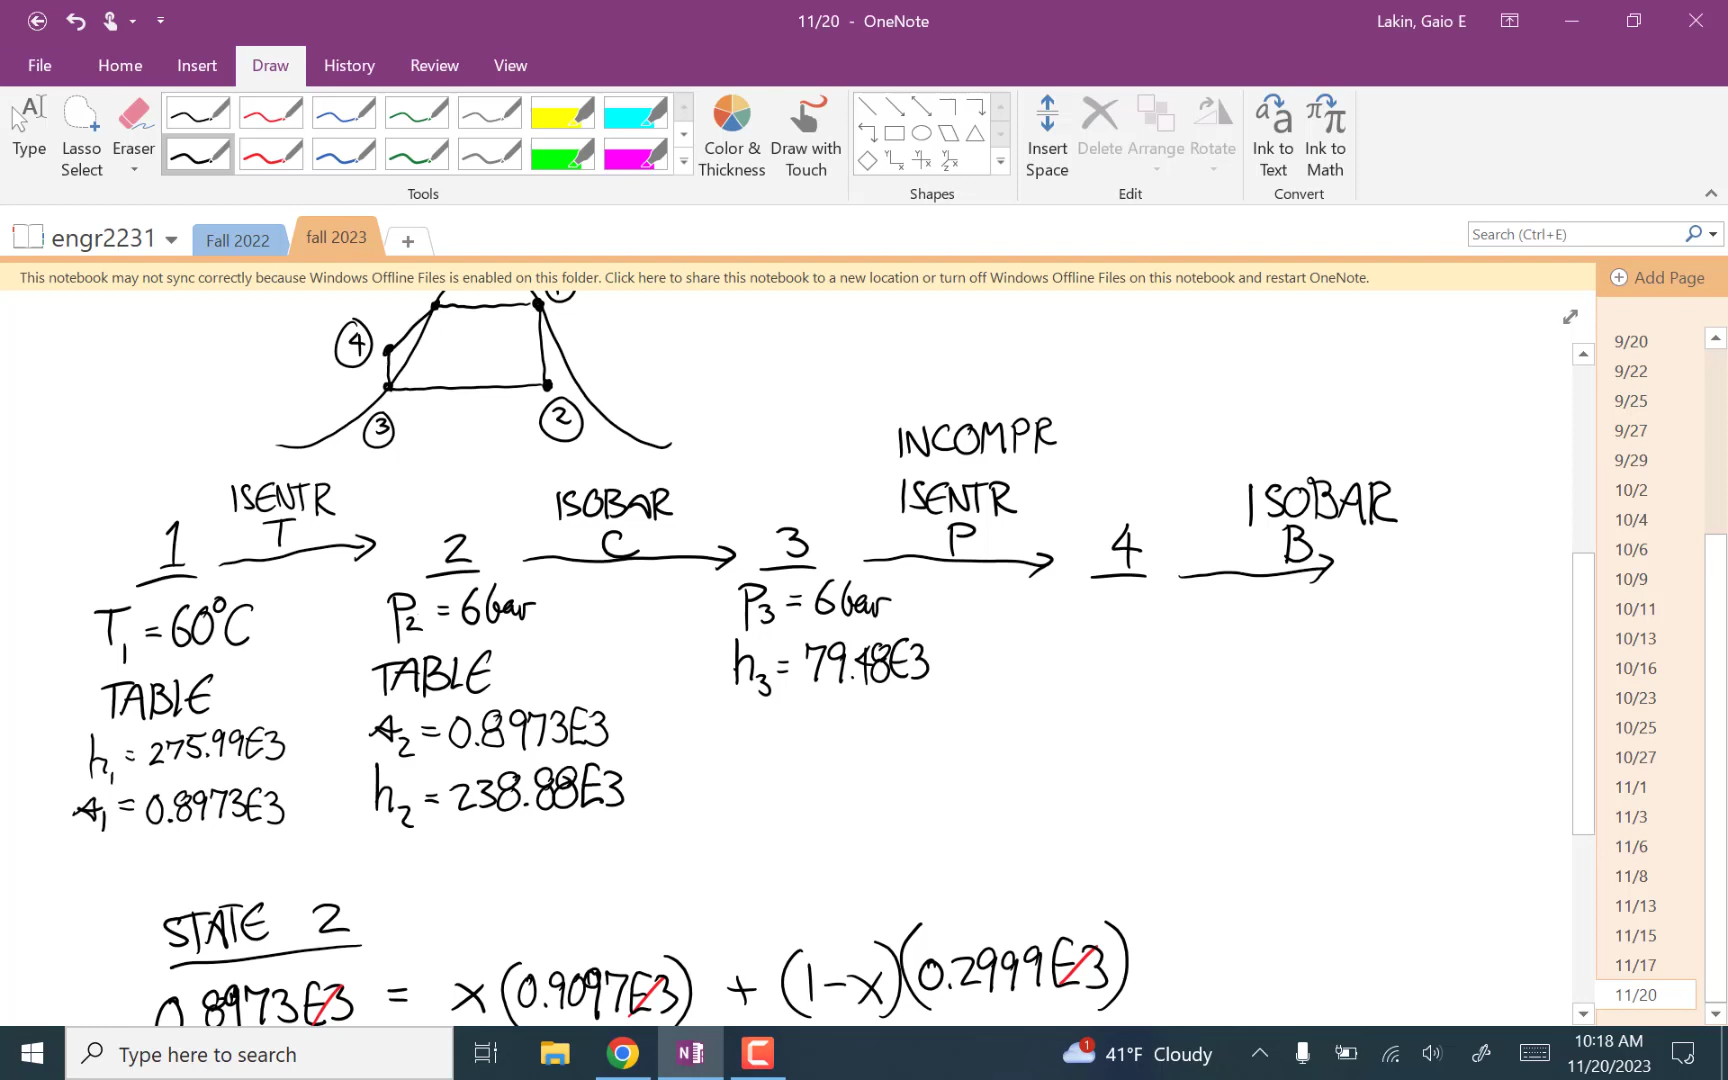 11/20 - OneNote
Lakin, Gaio E
File Home Insert Draw History Review View
Type
Lasso Select
Eraser
Color & Thickness
Draw with Touch
Insert Space
Delete
Arrange
Rotate
Ink to Text
Ink to Math
Tools
Shapes
Edit
Convert
engr2231
Fall 2022
fall 2023
Search (Ctrl+E)
This notebook may not sync correctly because Windows Offline Files is enabled on this folder. Click here to share this notebook to a new location or turn off Windows Offline Files on this notebook and restart OneNote.
Add Page
4
3
2
INCOMPR
ISENTR ISOBAR ISENTR ISOBAR
T C P B
1 2 3 4
T₁ = 60°C
TABLE
h₁ = 275.99E3
s₁ = 0.8973E3
P₂ = 6bar
TABLE
s₂ = 0.8973E3
h₂ = 238.88E3
P₃ = 6bar
h₃ = 79.48E3
STATE 2
0.8973E3 = x(0.9097E3) + (1-x)(0.2999E3)
9/20
9/22
9/25
9/27
9/29
10/2
10/4
10/6
10/9
10/11
10/13
10/16
10/23
10/25
10/27
11/1
11/3
11/6
11/8
11/13
11/15
11/17
11/20
Type here to search
1
41°F Cloudy
10:18 AM
11/20/2023